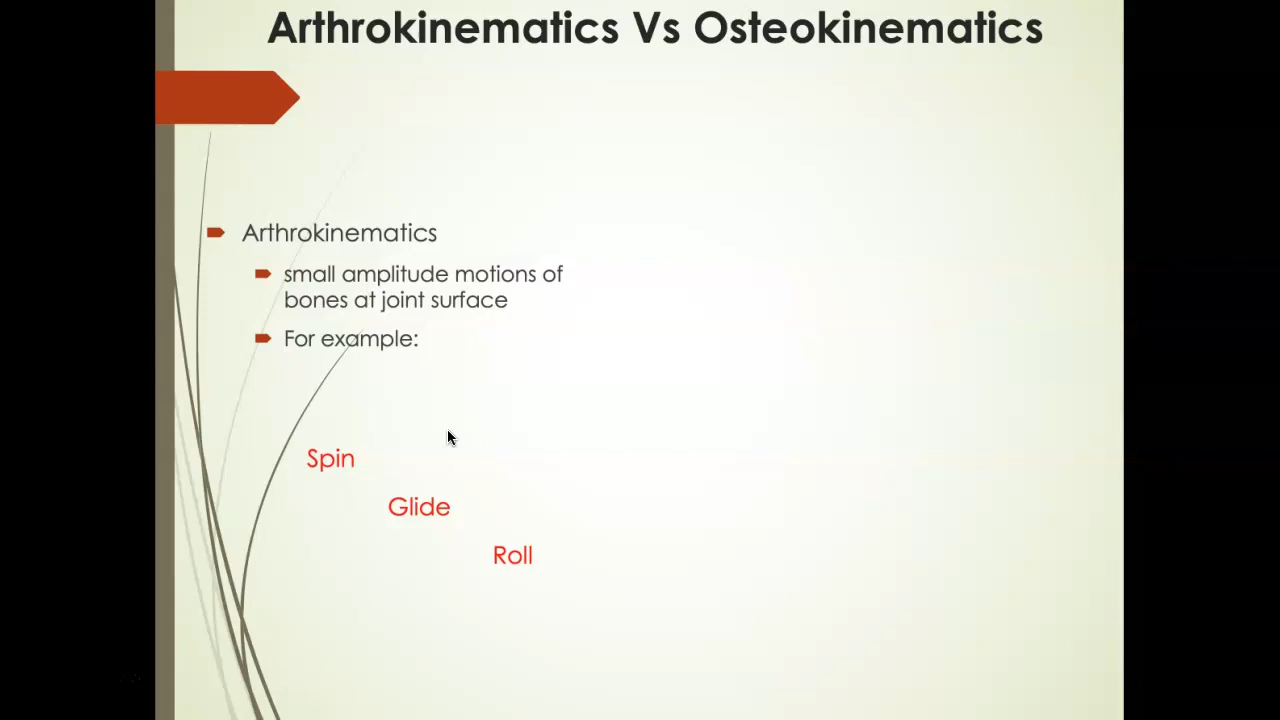 Arthrokinematics Vs Osteokinematics
Arthrokinematics
small amplitude motions of
bones at joint surface
For example:
Spin
Glide
Roll